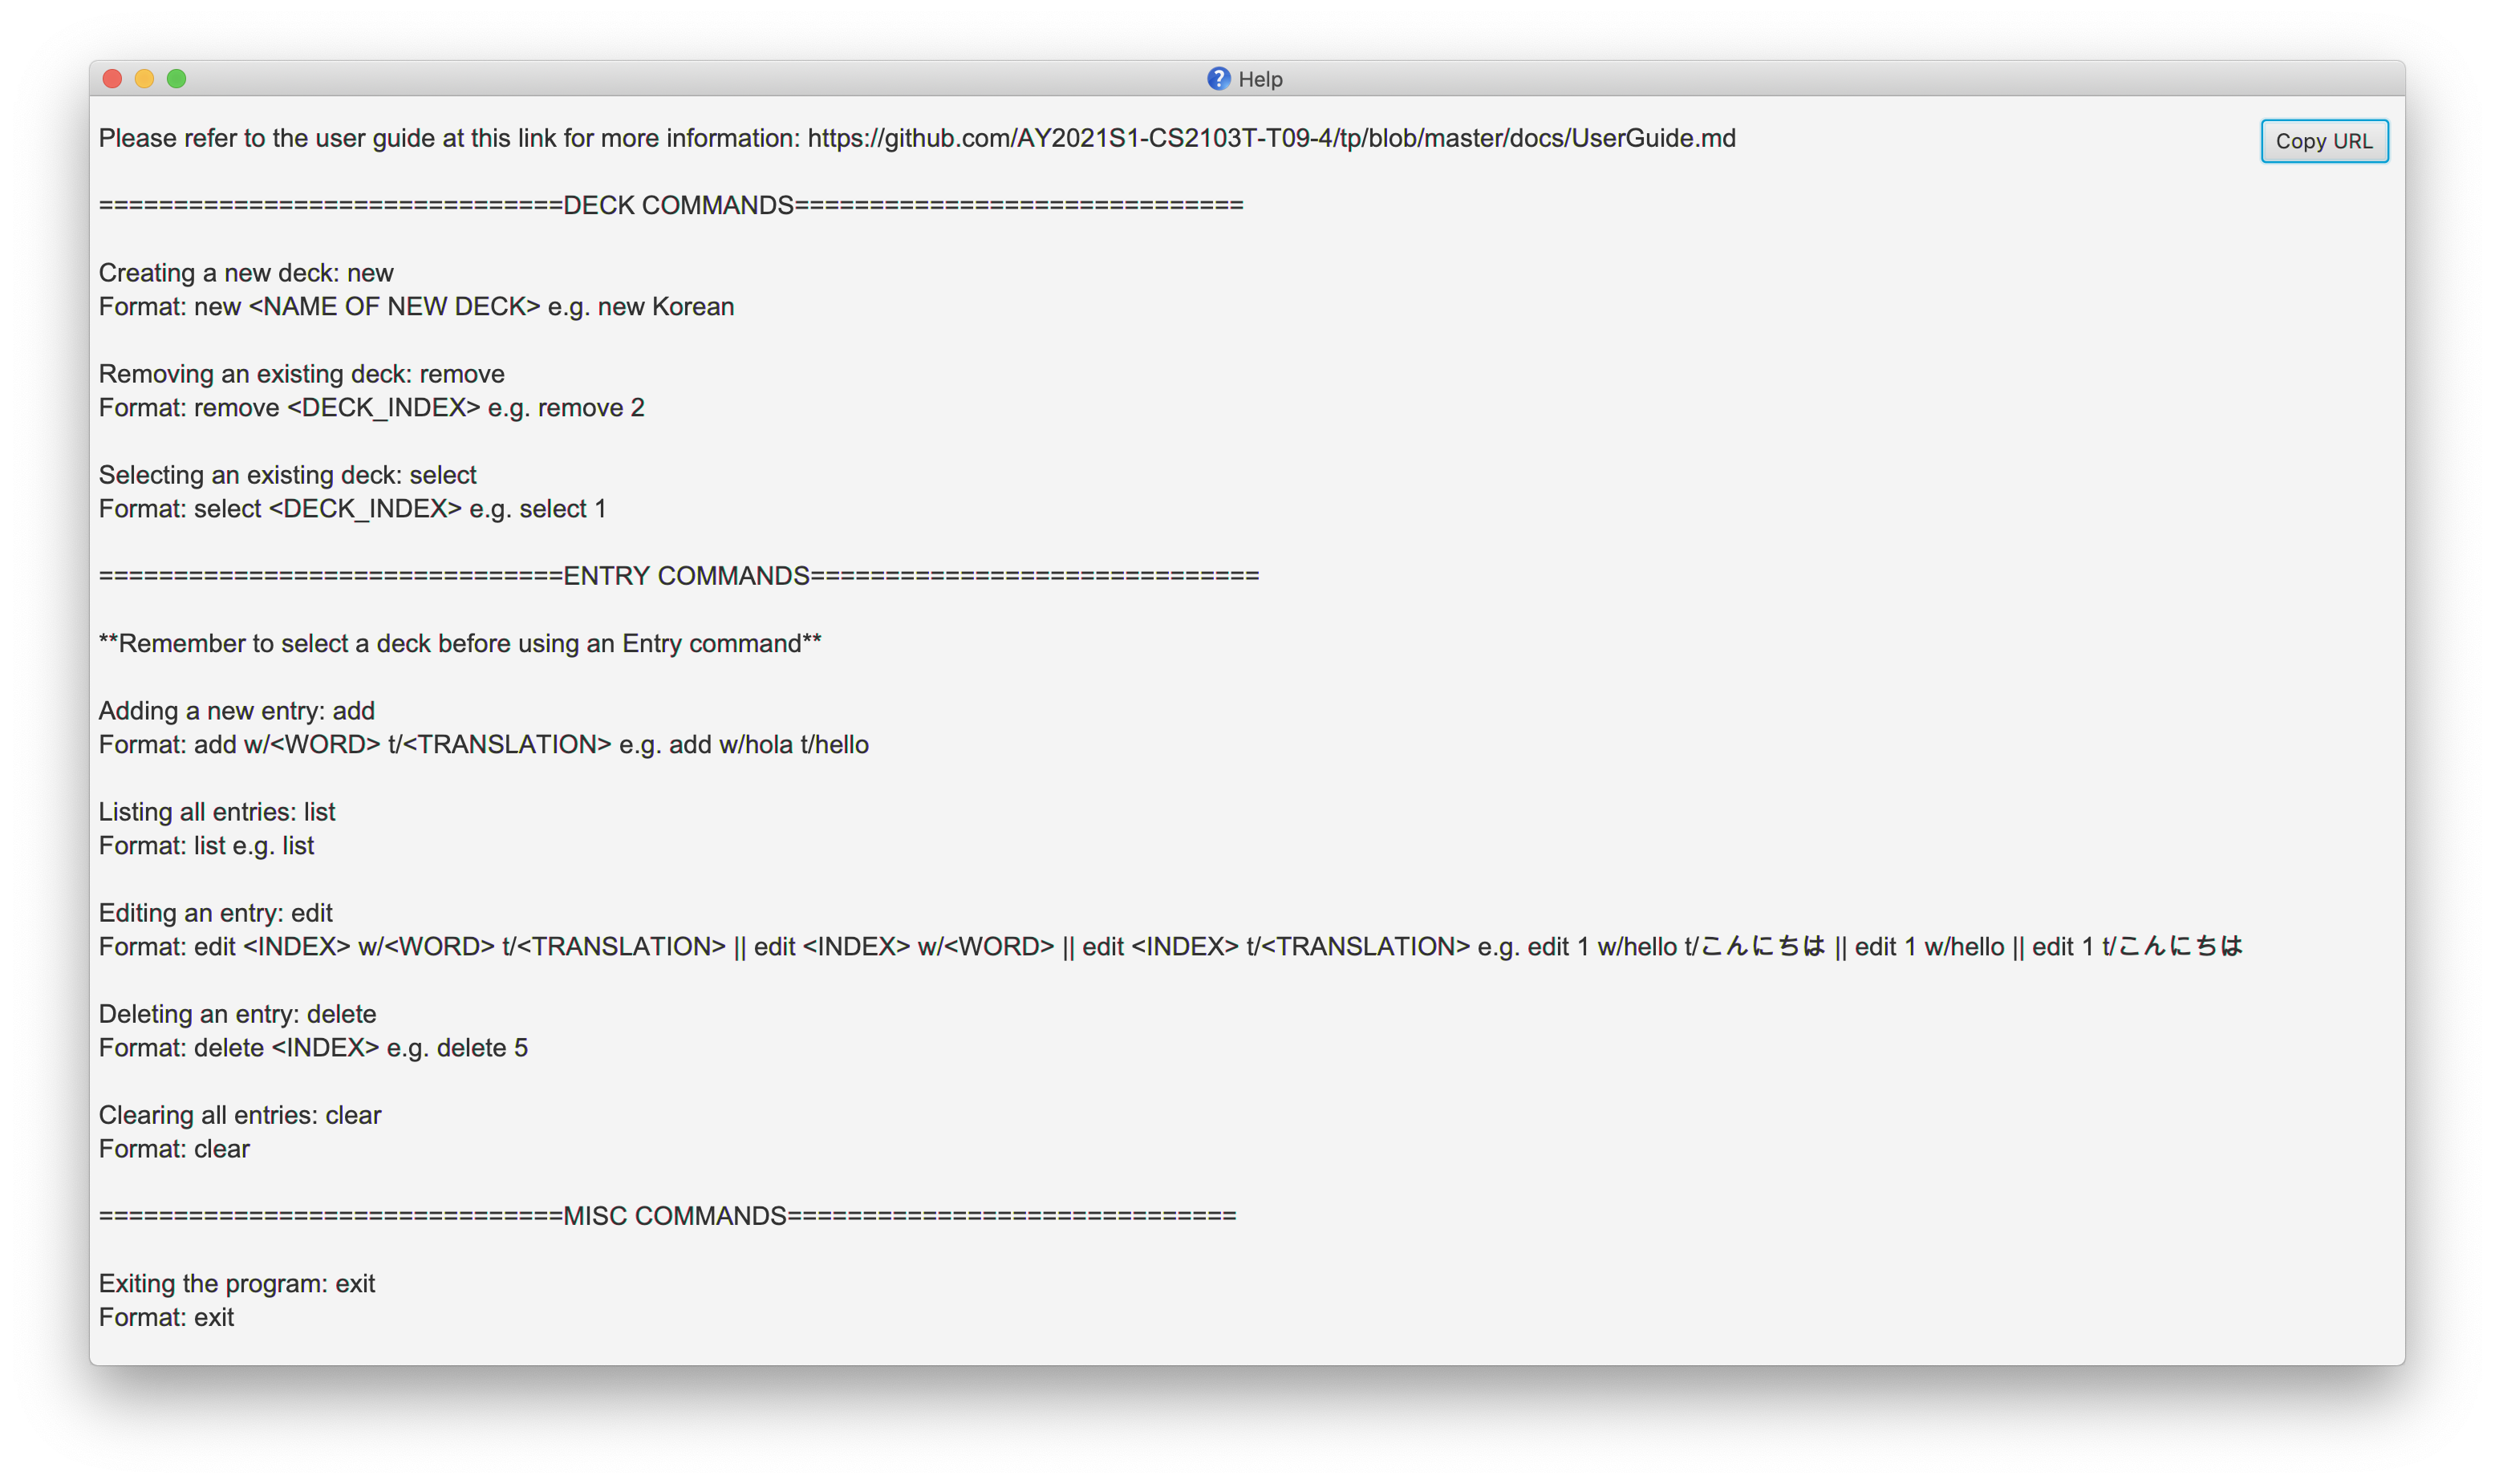 Help
Please refer to the user guide at this link for more information: https://github.com/AY2021S1-CS2103T-T09-4/tp/blob/master/docs/UserGuide.md
Copy URL
===============================DECK COMMANDS==============================
Creating a new deck: new
Format: new <NAME OF NEW DECK> e.g. new Korean
Removing an existing deck: remove
Format: remove <DECK_INDEX> e.g. remove 2
Selecting an existing deck: select
Format: select <DECK_INDEX> e.g. select 1
===============================ENTRY COMMANDS==============================
**Remember to select a deck before using an Entry command**
Adding a new entry: add
Format: add w/<WORD> t/<TRANSLATION> e.g. add w/hola t/hello
Listing all entries: list
Format: list e.g. list
Editing an entry: edit
Format: edit <INDEX> w/<WORD> t/<TRANSLATION> || edit <INDEX> w/<WORD> || edit <INDEX> t/<TRANSLATION> e.g. edit 1 w/hello t/こんにちは || edit 1 w/hello || edit 1 t/こんにちは
Deleting an entry: delete
Format: delete <INDEX> e.g. delete 5
Clearing all entries: clear
Format: clear
===============================MISC COMMANDS==============================
Exiting the program: exit
Format: exit